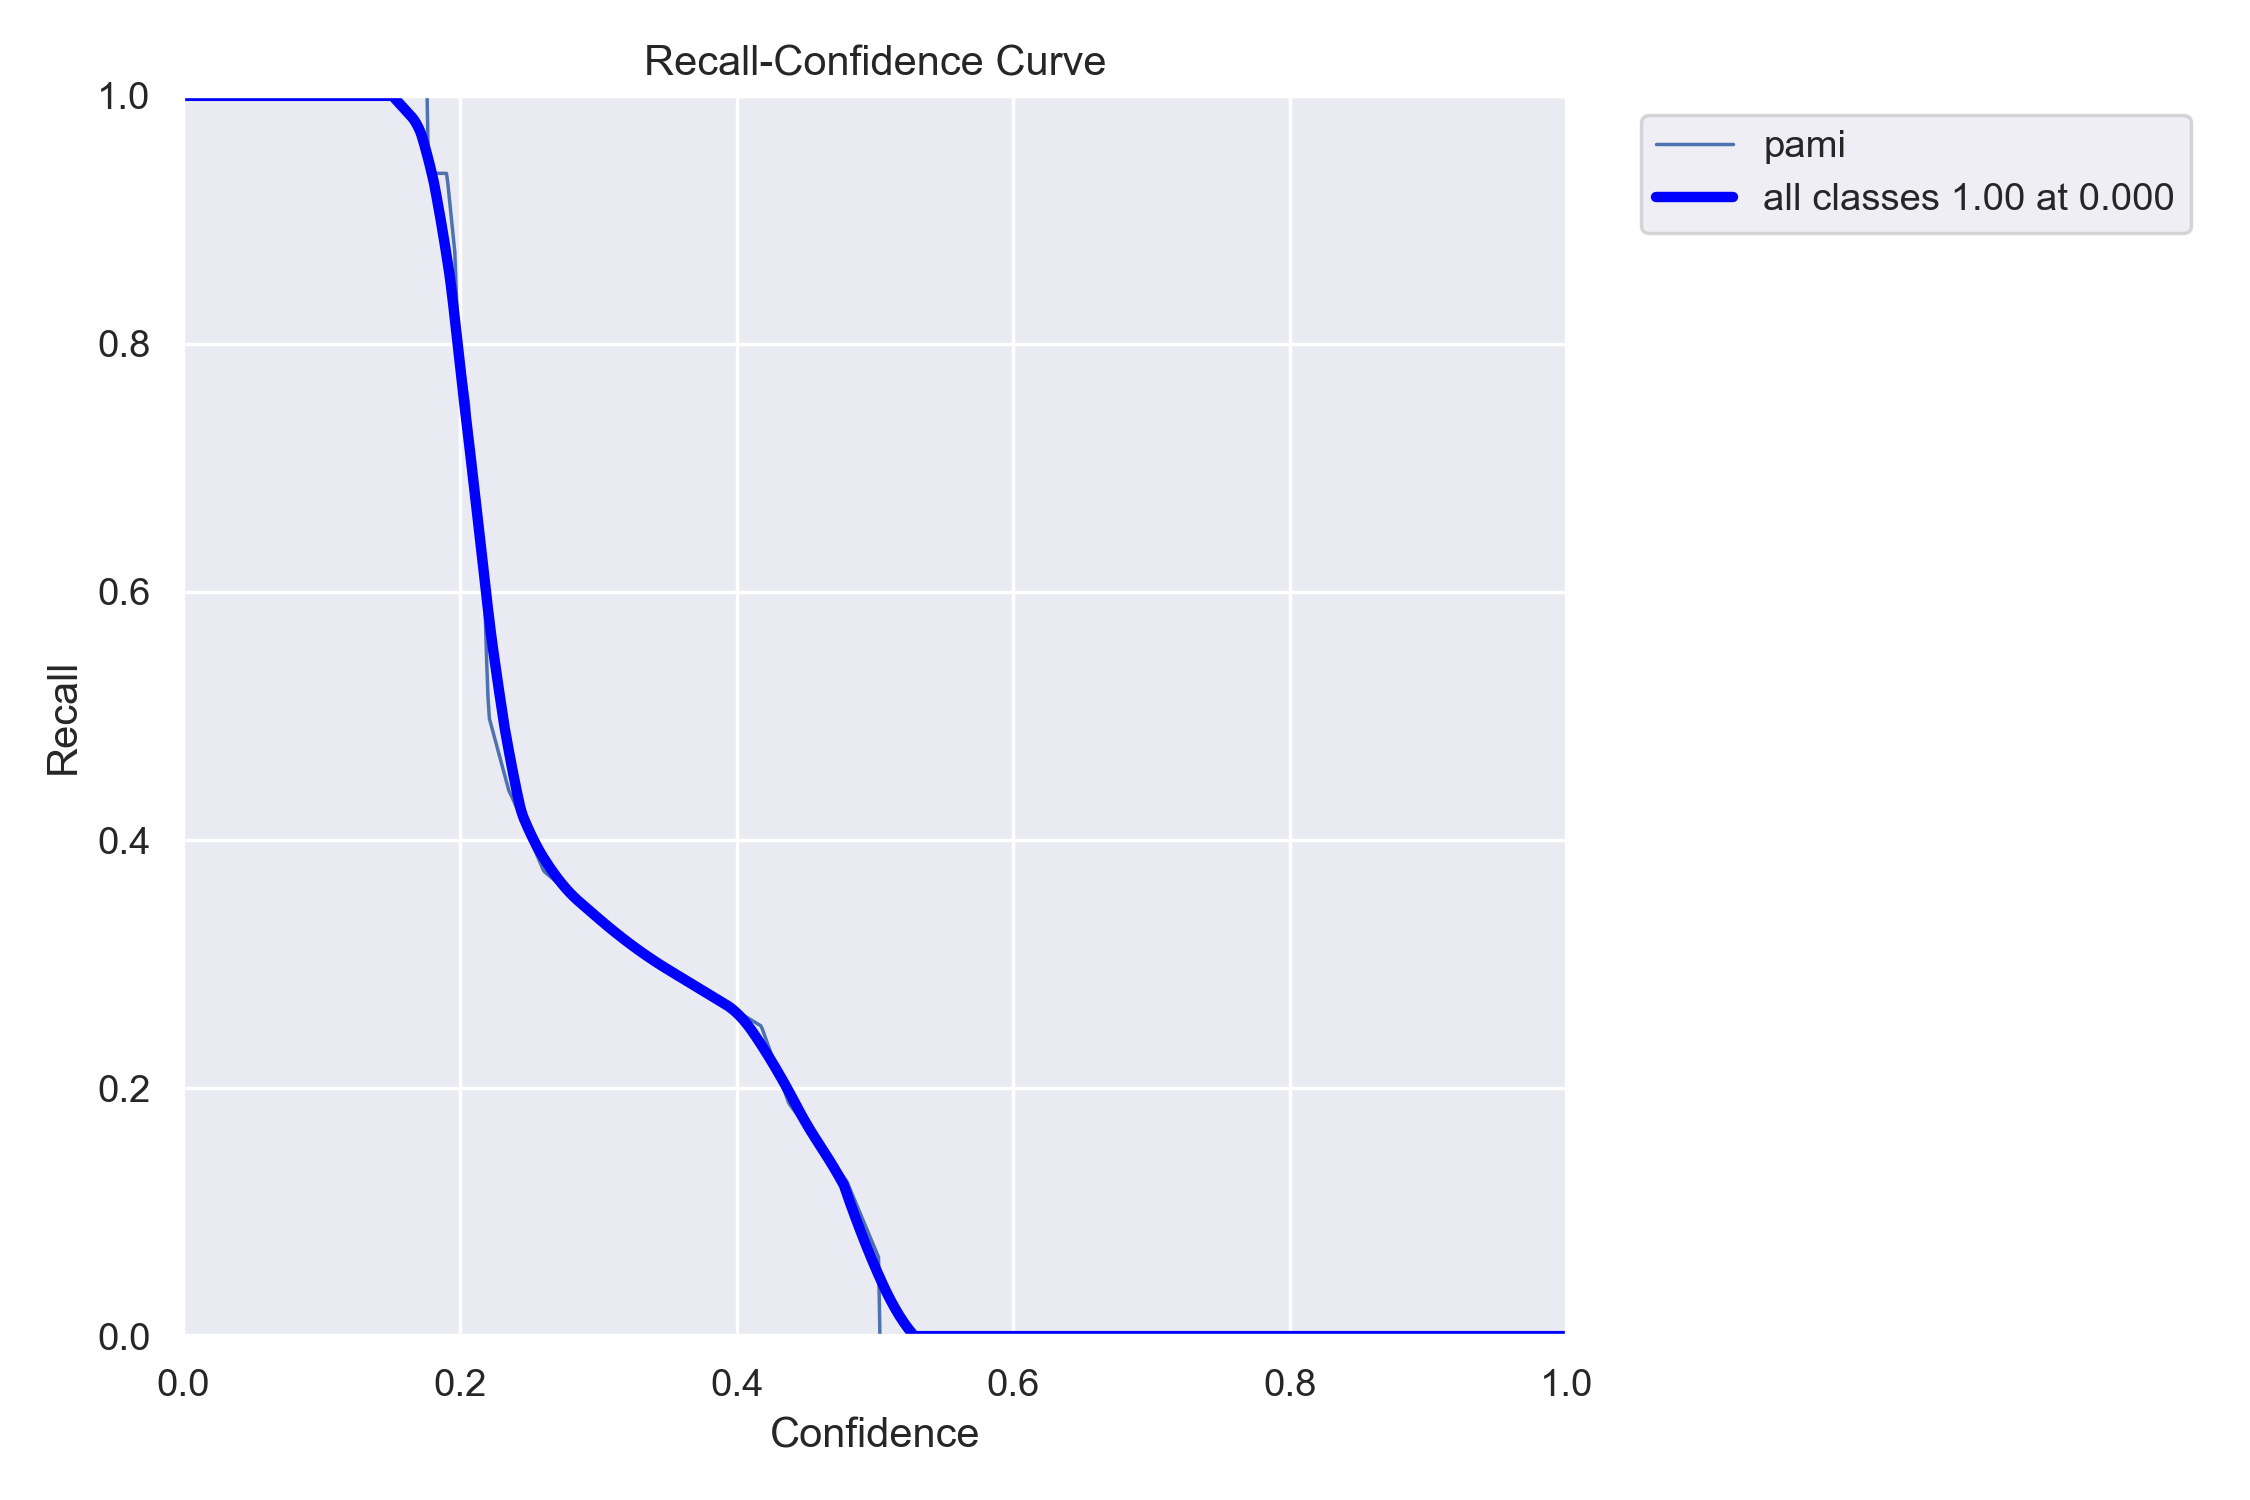 Recall-Confidence Curve
1.0
0.8
0.6
0.4
0.2
0.0
Recall
0.0 0.2 0.4 0.6 0.8 1.0
Confidence
pami
all classes 1.00 at 0.000